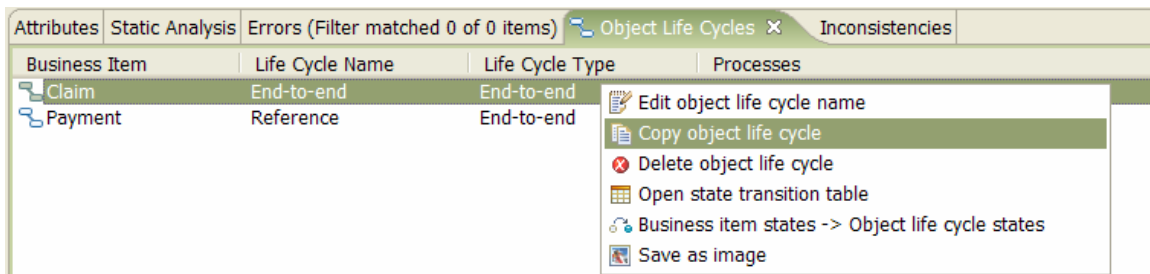 Attributes Static Analysis Errors (Filter matched 0 of 0 items) Object Life Cycles Inconsistencies
Business Item Life Cycle Name Life Cycle Type Processes
Claim End-to-end End-to-end
Payment Reference End-to-end
Edit object life cycle name
Copy object life cycle
Delete object life cycle
Open state transition table
Business item states -> Object life cycle states
Save as image